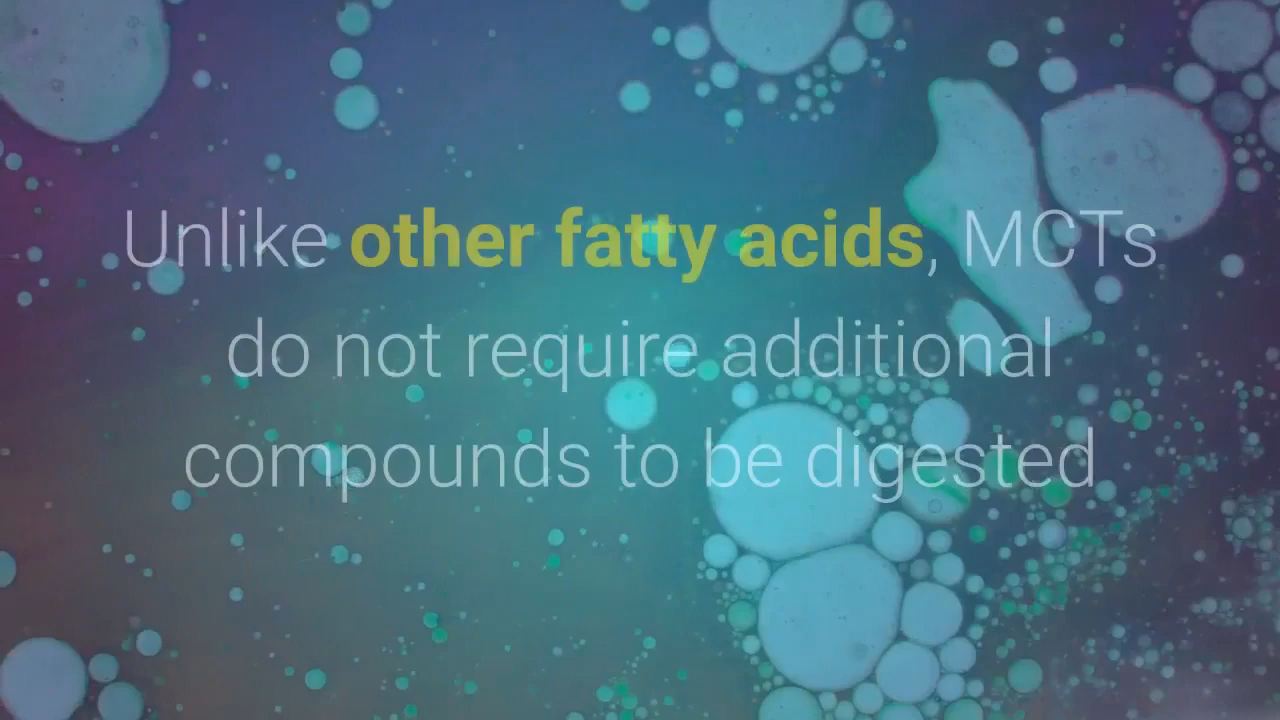 Unlike other fatty acids, MCTs
do not require additional
compounds to be digested